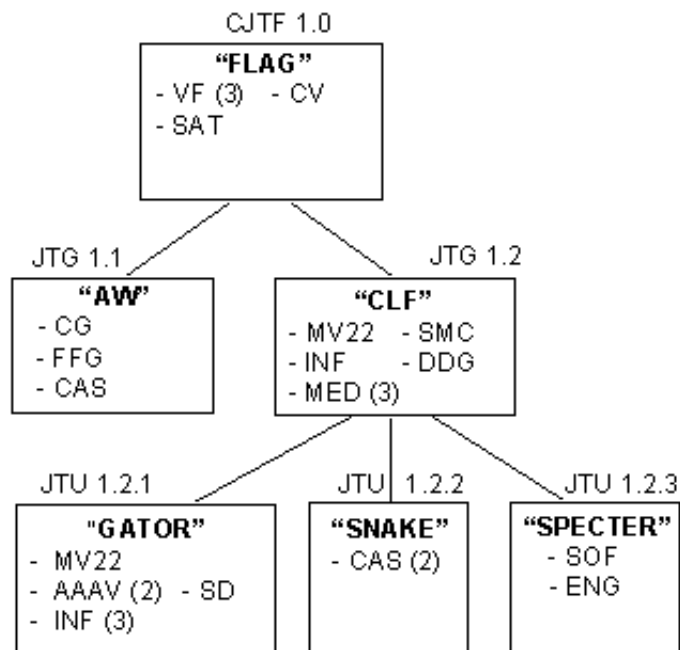 CJTF 1.0
“FLAG”
- VF (3) - CV
- SAT
JTG 1.1
JTG 1.2
“AW”
- CG
- FFG
- CAS
“CLF”
- MV22 - SMC
- INF - DDG
- MED (3)
JTU 1.2.1
JTU 1.2.2
JTU 1.2.3
"GATOR”
- MV22
- AAAV (2) - SD
- INF (3)
“SNAKE”
- CAS (2)
“SPECTER”
- SOF
- ENG